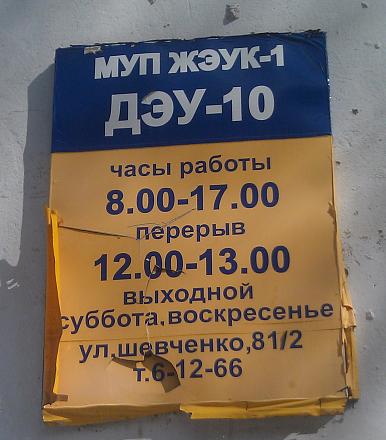 МУП ЖЭУК-1
ДЭУ-10
часы работы
8.00-17.00
перерыв
12.00-13.00
выходной
суббота,воскресенье
ул.шевченко,81/2
т.6-12-66